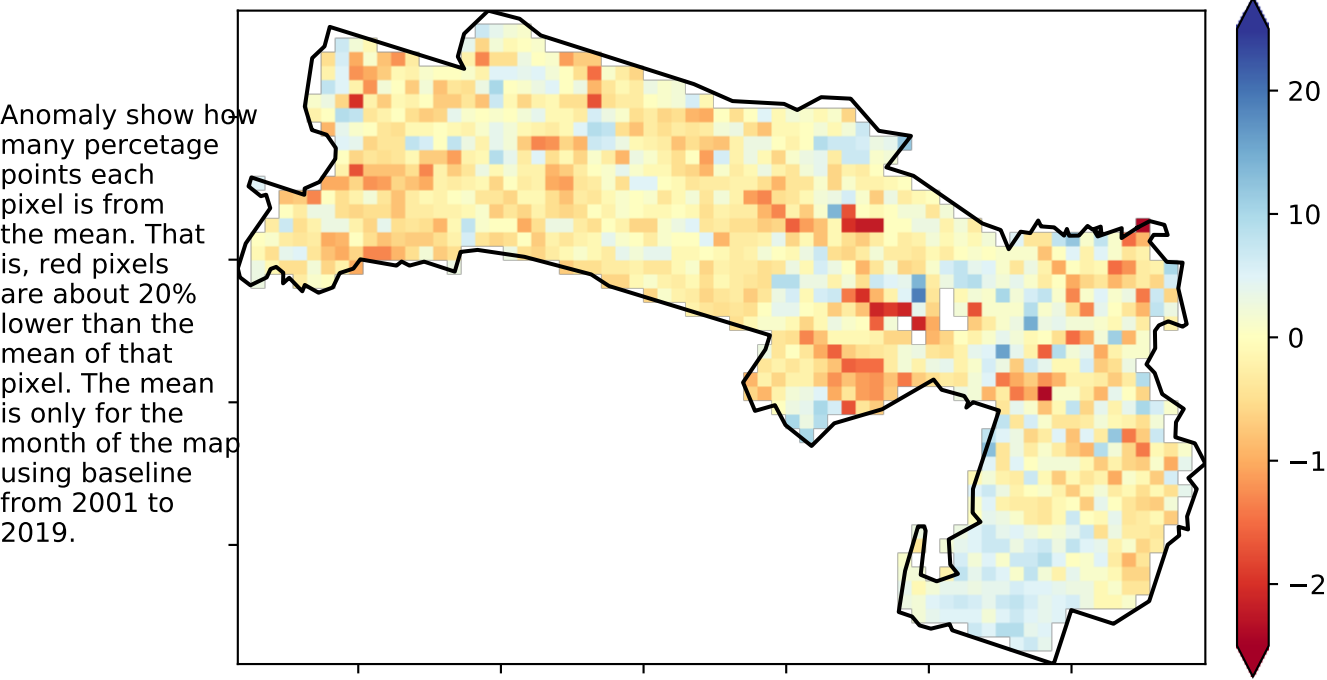 Anomaly show how
many percetage
points each
pixel is from
the mean. That
is, red pixels
are about 20%
lower than the
mean of that
pixel. The mean
is only for the
month of the map
using baseline
from 2001 to
2019.
20
10
0
−1
−2